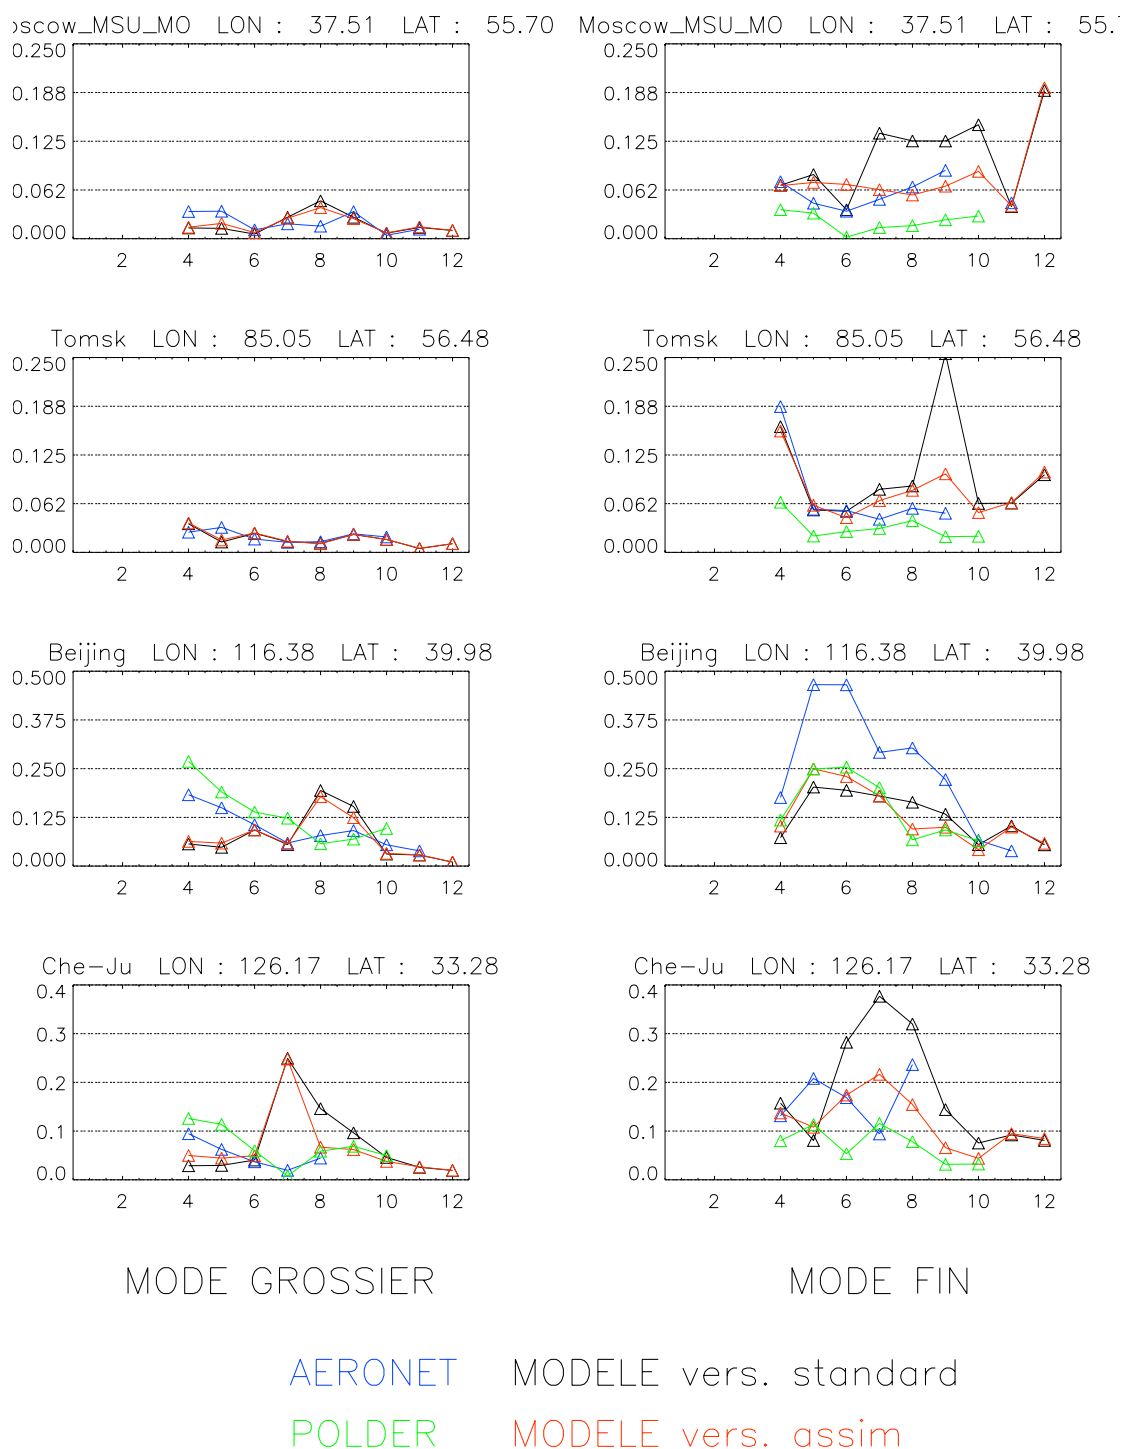 oscow_MSU_MO LON : 37.51 LAT : 55.70
Moscow_MSU_MO LON : 37.51 LAT : 55.
0.250
0.188
0.125
0.062
0.000
2 4 6 8 10 12
0.250
0.188
0.125
0.062
0.000
2 4 6 8 10 12
Tomsk LON : 85.05 LAT : 56.48
Tomsk LON : 85.05 LAT : 56.48
0.250
0.188
0.125
0.062
0.000
2 4 6 8 10 12
0.250
0.188
0.125
0.062
0.000
2 4 6 8 10 12
Beijing LON : 116.38 LAT : 39.98
Beijing LON : 116.38 LAT : 39.98
0.500
0.375
0.250
0.125
0.000
2 4 6 8 10 12
0.500
0.375
0.250
0.125
0.000
2 4 6 8 10 12
Che-Ju LON : 126.17 LAT : 33.28
Che-Ju LON : 126.17 LAT : 33.28
0.4
0.3
0.2
0.1
0.0
2 4 6 8 10 12
0.4
0.3
0.2
0.1
0.0
2 4 6 8 10 12
MODE GROSSIER
MODE FIN
AERONET MODELE vers. standard
POLDER MODELE vers. assim